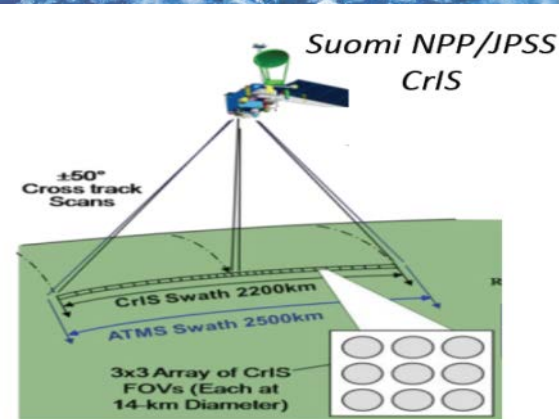 Suomi NPP/JPSS
CrIS
±50°
Cross track
Scans
R
CrIS Swath 2200km
ATMS Swath 2500km
3x3 Array of CrIS
FOVs (Each at
14-km Diameter)